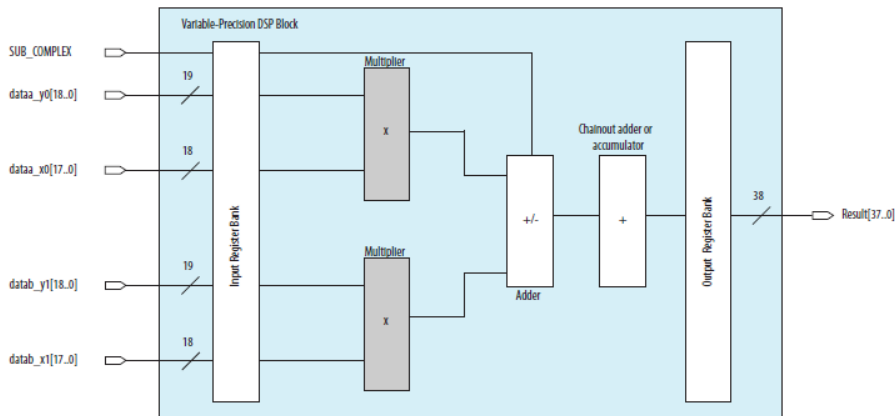 Variable-Precision DSP Block
SUB_COMPLEX
19
dataa_y0[18..0]
18
dataa_x0[17..0]
19
datab_y1[18..0]
18
datab_x1[17..0]
Input Register Bank
Multiplier
x
Multiplier
x
+/-
Adder
Chainout adder or
accumulator
+
Output Register Bank
38
Result[37..0]